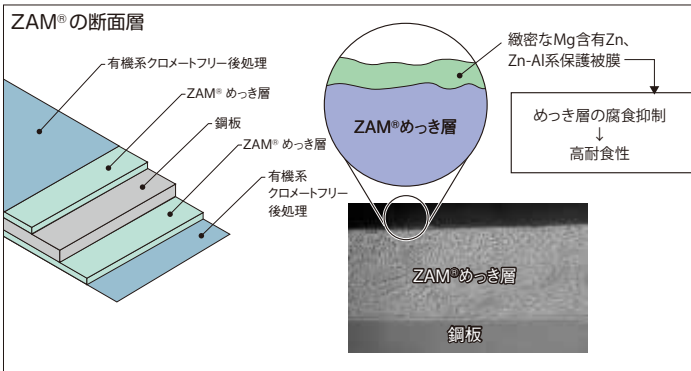 ZAM®の断面層
有機系クロメートフリー後処理
ZAM®めっき層
鋼板
ZAM®めっき層
有機系
クロメートフリー
後処理
ZAM®めっき層
緻密なMg含有Zn、
Zn-Al系保護被膜
めっき層の腐食抑制
↓
高耐食性
ZAM®めっき層
鋼板